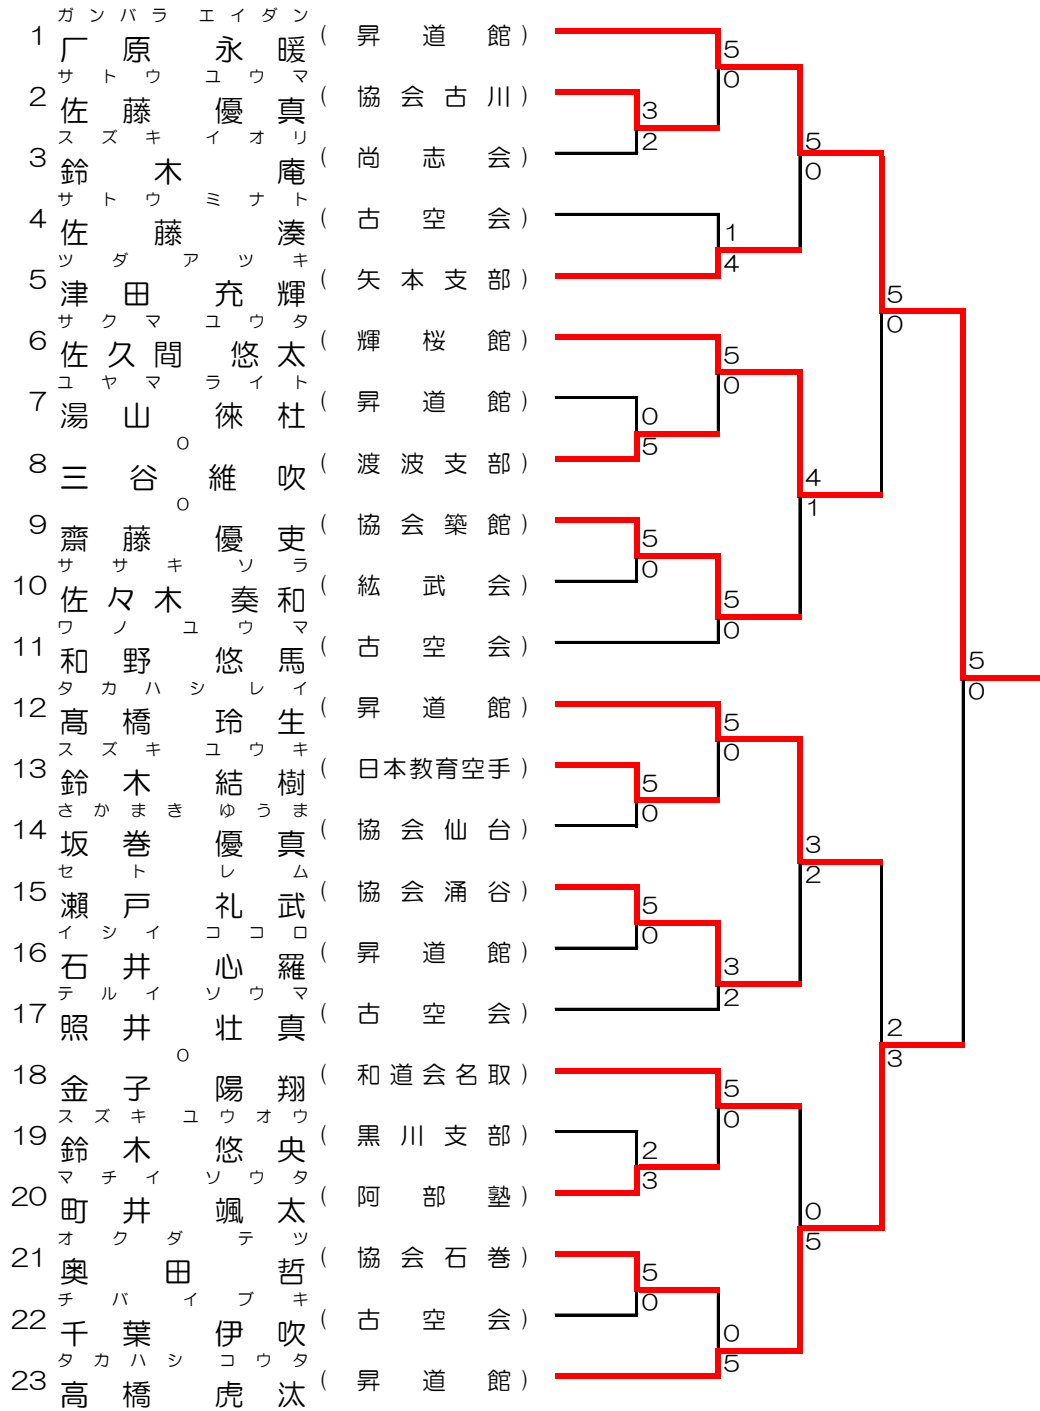 ガンバラ エイダン
1 厂原 永暖 (昇道館)
サトウ ユウマ
2 佐藤 優真 (協会古川)
スズキ イオリ
3 鈴木 庵 (尚志会)
サトウ ミナト
4 佐藤 湊 (古空会)
ツダ アツキ
5 津田 充輝 (矢本支部)
サクマ ユウタ
6 佐久間 悠太 (輝桜館)
ユヤマ ライト
7 湯山 徠杜 (昇道館)
0
8 三谷 維吹 (渡波支部)
0
9 齋藤 優吏 (協会築館)
ササキ ソラ
10 佐々木 奏和 (紘武会)
ワノ ユウマ
11 和野 悠馬 (古空会)
タカハシ レイ
12 髙橋 玲生 (昇道館)
スズキ ユウキ
13 鈴木 結樹 (日本教育空手)
さかまき ゆうま
14 坂巻 優真 (協会仙台)
セト レム
15 瀬戸 礼武 (協会涌谷)
イシイ ココロ
16 石井 心羅 (昇道館)
テルイ ソウマ
17 照井 壮真 (古空会)
0
18 金子 陽翔 (和道会名取)
スズキ ユウオウ
19 鈴木 悠央 (黒川支部)
マチイ ソウタ
20 町井 颯太 (阿部塾)
オクダ テツ
21 奥田 哲 (協会石巻)
チバ イブキ
22 千葉 伊吹 (古空会)
タカハシ コウタ
23 高橋 虎汰 (昇道館)
3
2
0
5
5
0
5
0
5
0
2
3
5
0
5
0
1
4
5
0
5
0
5
0
3
2
5
0
0
5
5
0
4
1
3
2
0
5
5
0
2
3
5
0